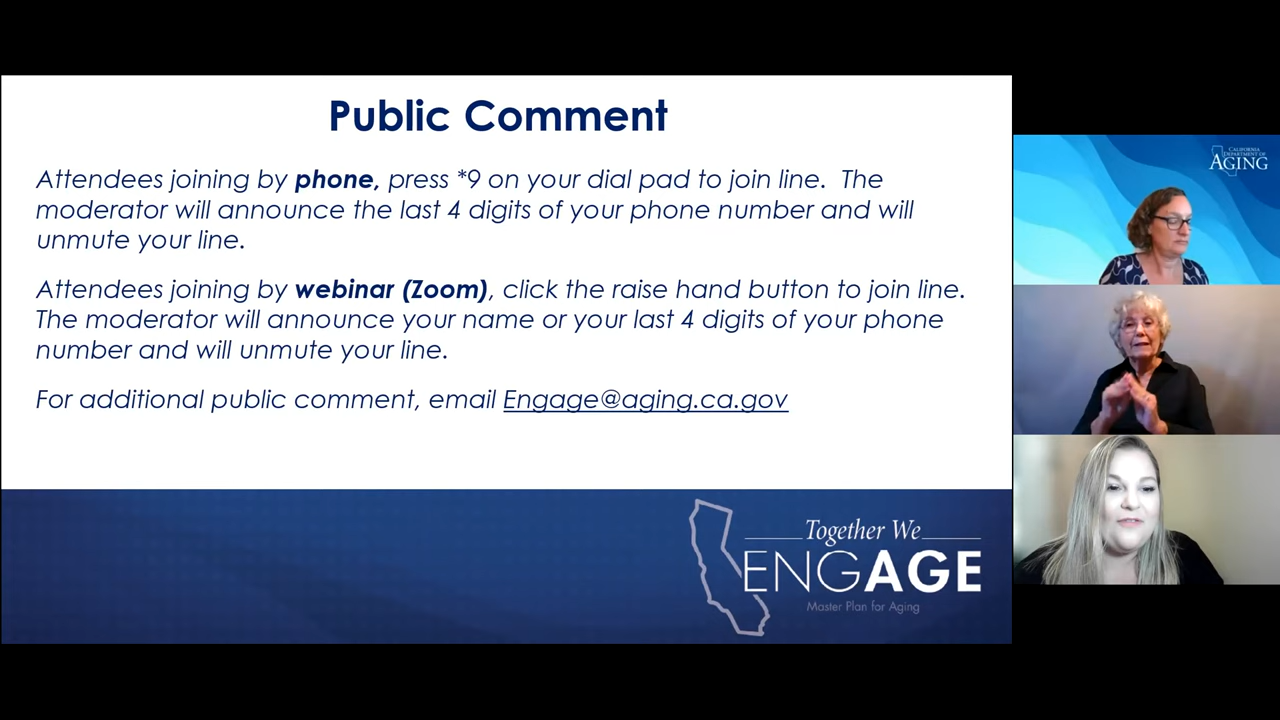 Public Comment
Attendees joining by phone, press *9 on your dial pad to join line.  The
moderator will announce the last 4 digits of your phone number and will
unmute your line.
Attendees joining by webinar (Zoom), click the raise hand button to join line.
The moderator will announce your name or your last 4 digits of your phone
number and will unmute your line.
For additional public comment, email Engage@aging.ca.gov
Together We
ENGAGE
Master Plan for Aging
CALIFORNIA
DEPARTMENT OF
AGING